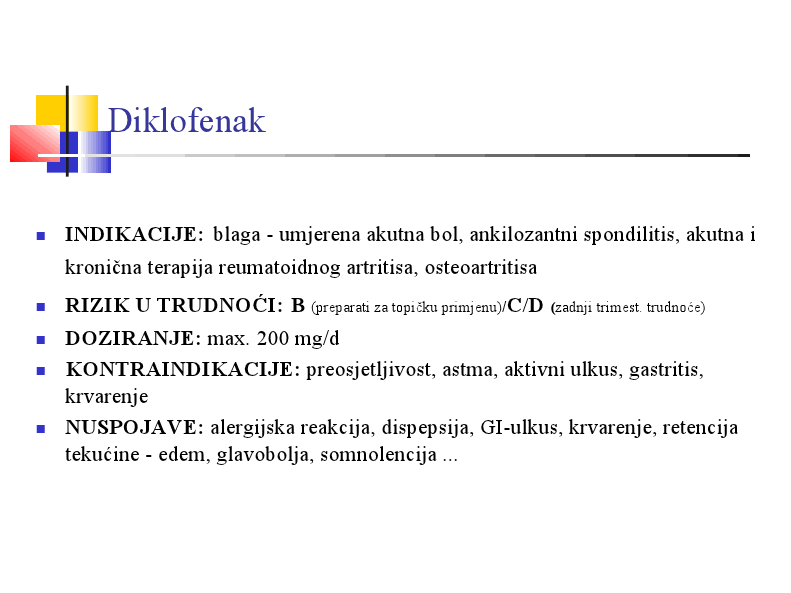 Diklofenak
INDIKACIJE: blaga - umjerena akutna bol, ankilozantni spondilitis, akutna i
kronična terapija reumatoidnog artritisa, osteoartritisa
RIZIK U TRUDNOĆI: B (preparati za topičku primjenu)/C/D (zadnji trimest. trudnoće)
DOZIRANJE: max. 200 mg/d
KONTRAINDIKACIJE: preosjetljivost, astma, aktivni ulkus, gastritis,
krvarenje
NUSPOJAVE: alergijska reakcija, dispepsija, GI-ulkus, krvarenje, retencija
tekućine - edem, glavobolja, somnolencija ...